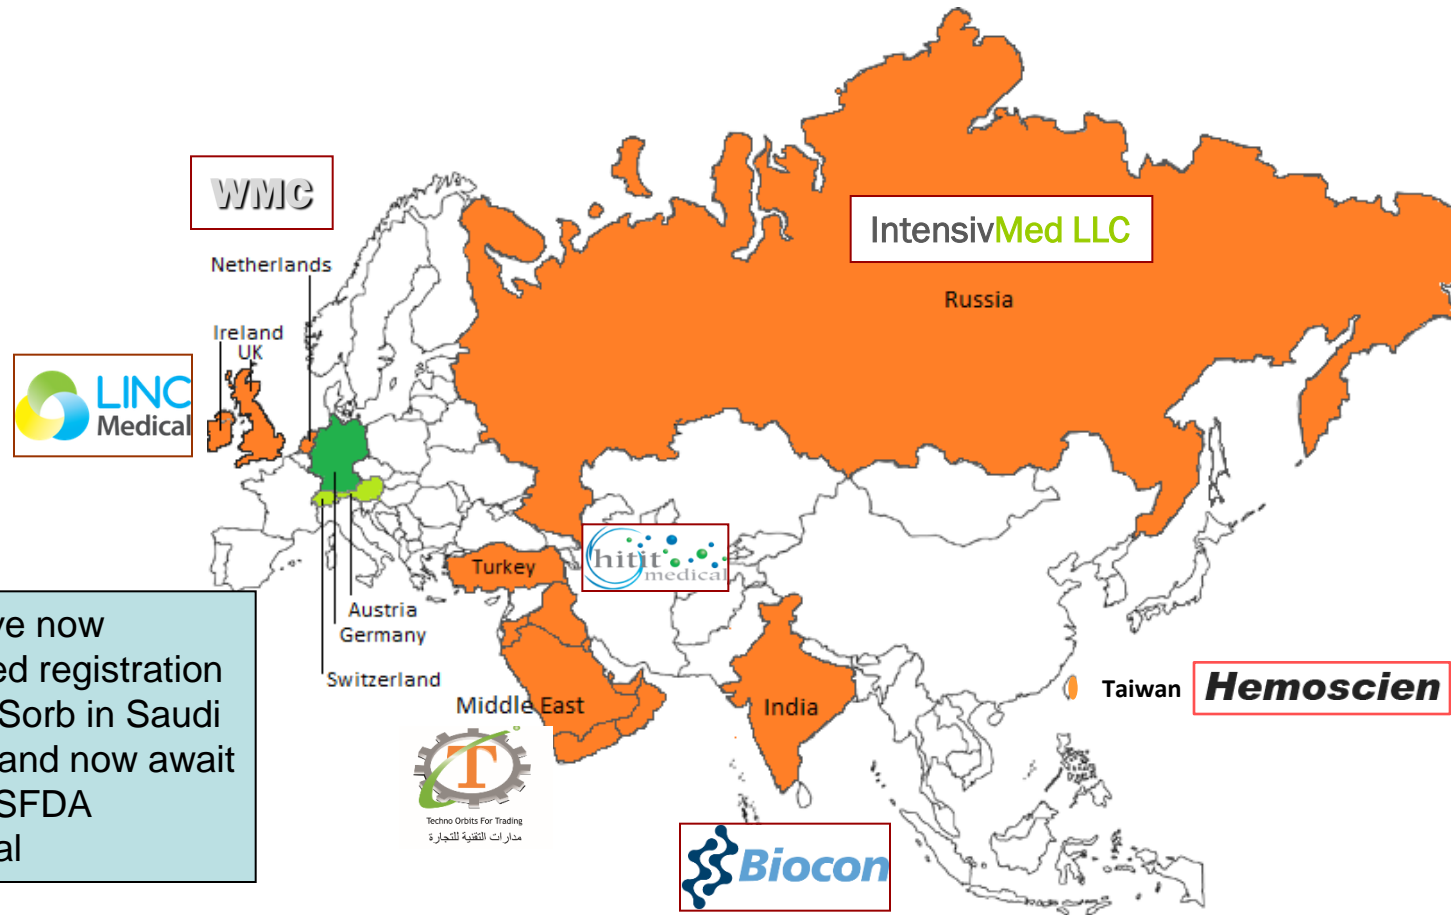 WMC
Netherlands
IntensivMed LLC
Russia
Ireland
UK
LINC
Medical
hitit
medical
Turkey
Austria
Germany
Switzerland
Middle East
India
Taiwan
Hemoscien
T
Techno Orbits For Trading
مدارات التقنية للتجارة
Biocon
ve now
ed registration
Sorb in Saudi
and now await
SFDA
al